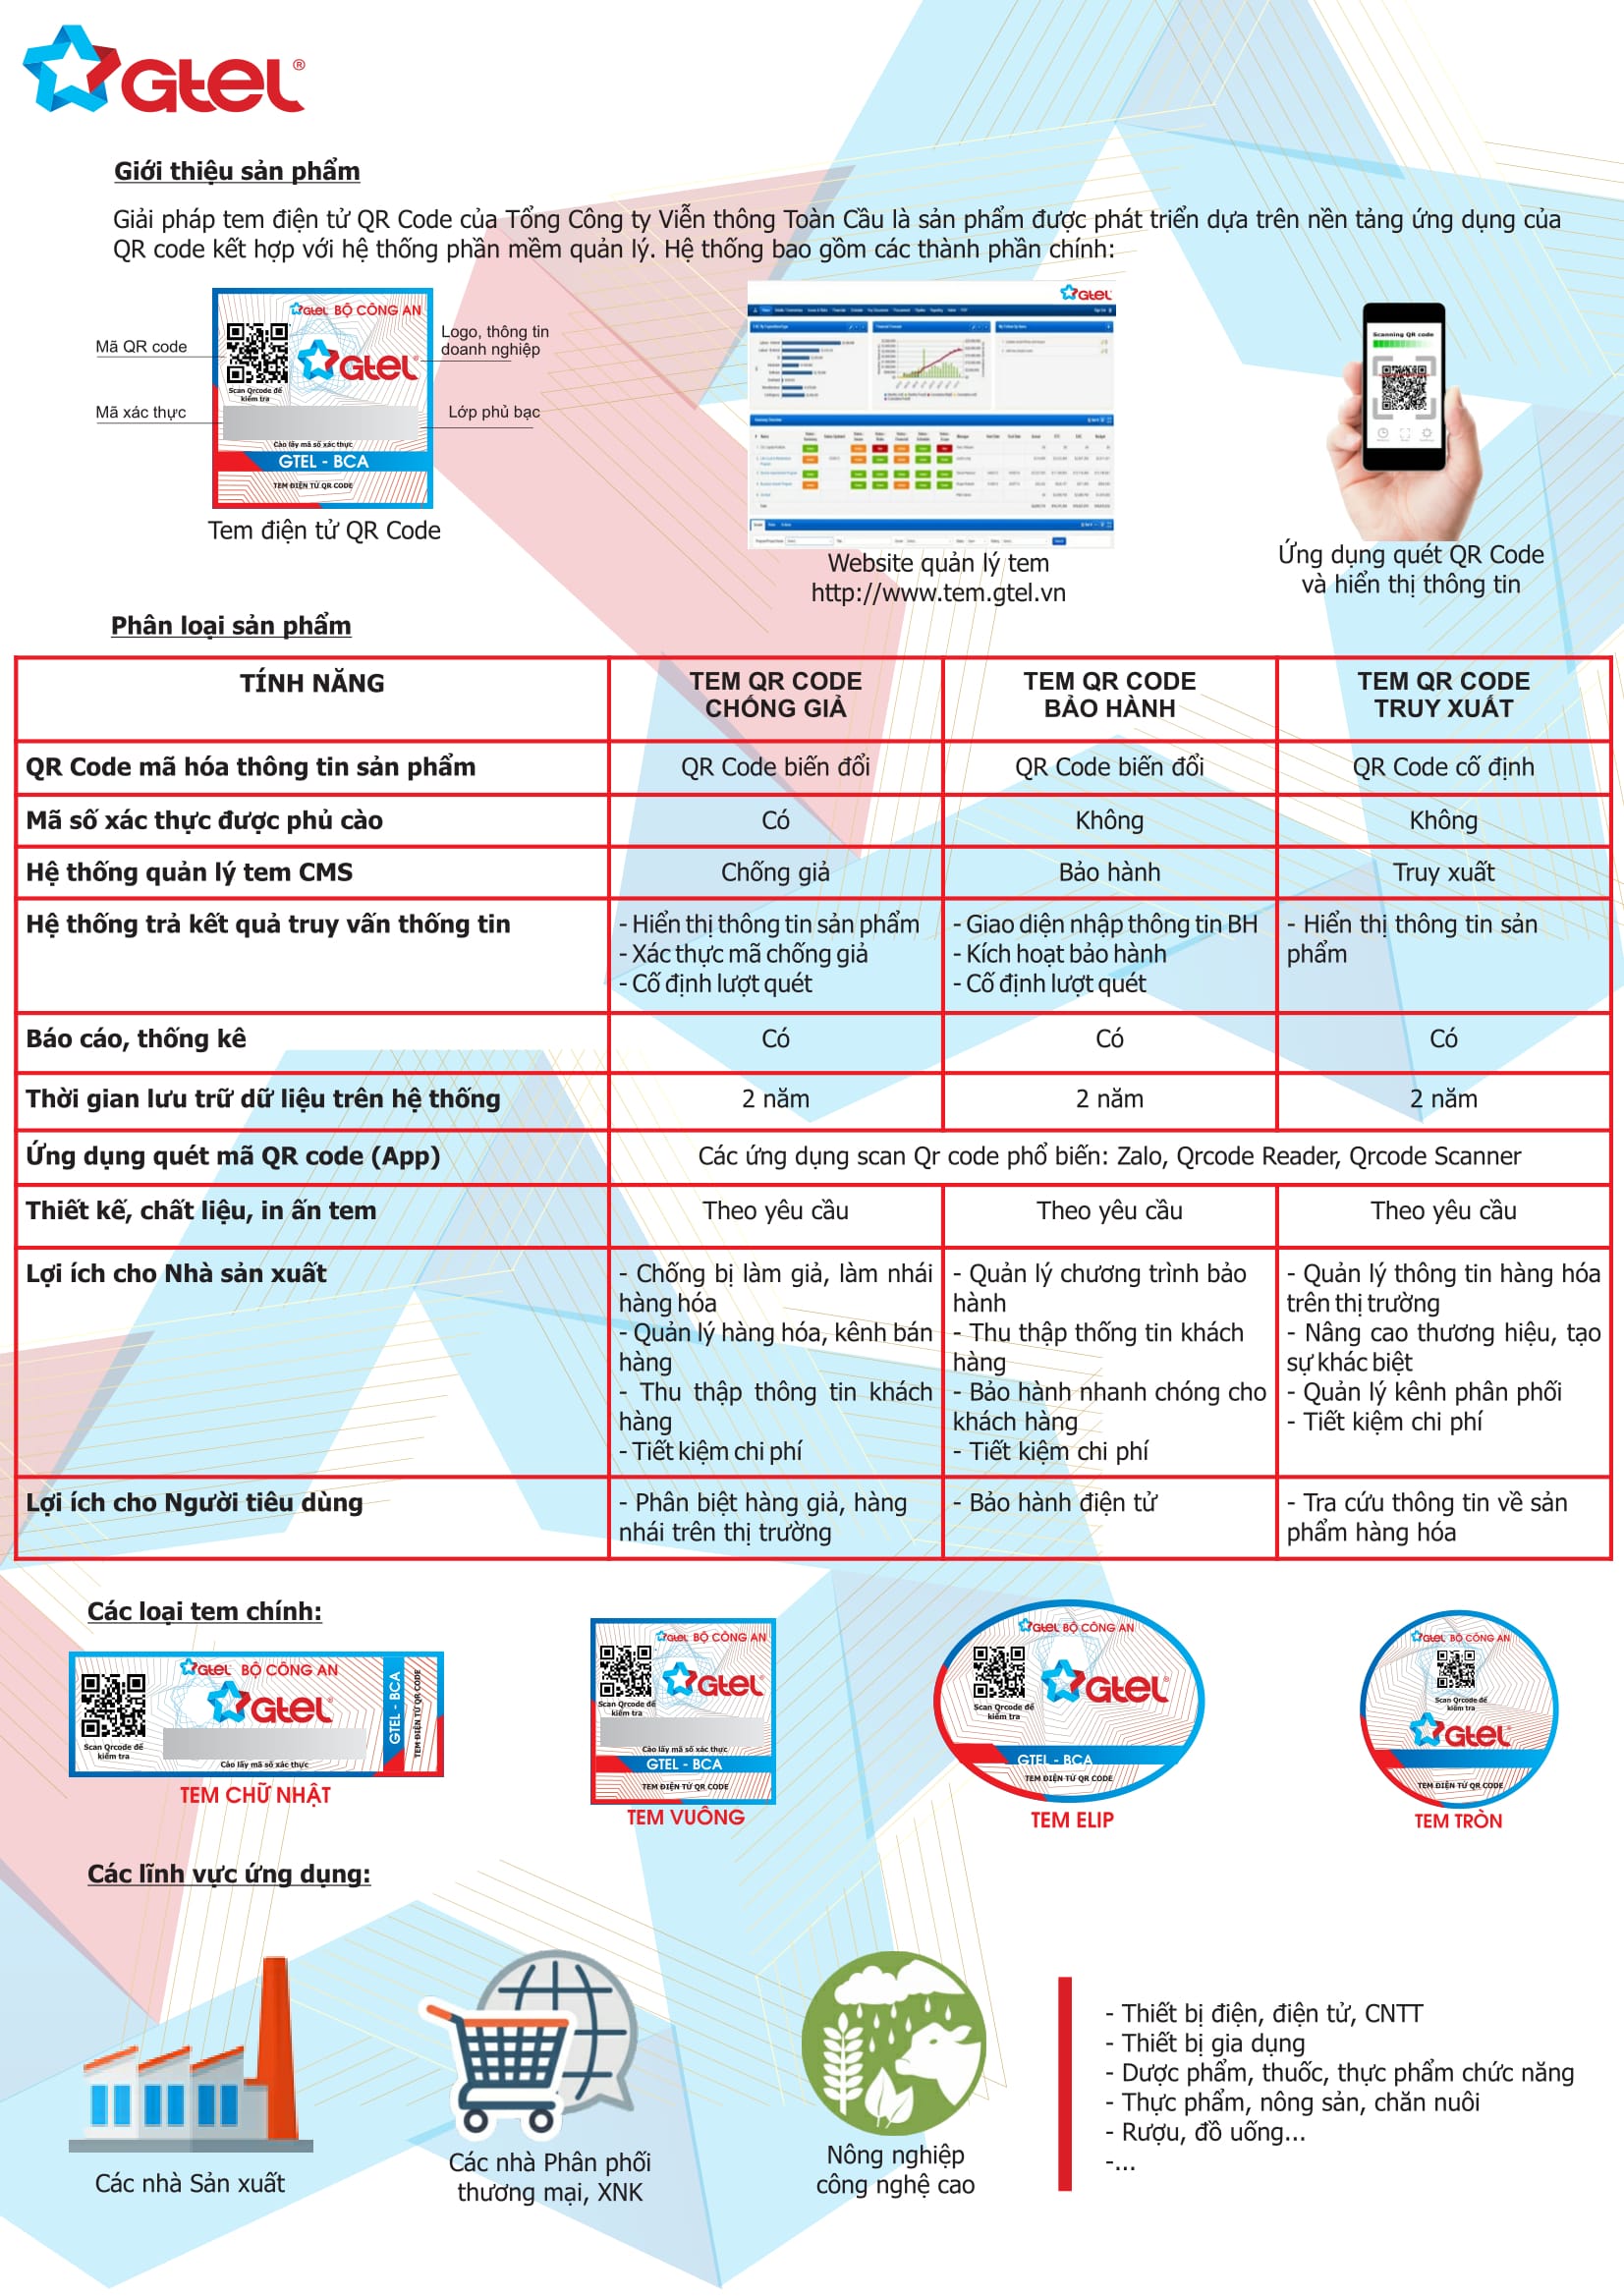 Gtel®
Giới thiệu sản phẩm
Giải pháp tem điện tử QR Code của Tổng Công ty Viễn thông Toàn Cầu là sản phẩm được phát triển dựa trên nền tảng ứng dụng của
QR code kết hợp với hệ thống phần mềm quản lý. Hệ thống bao gồm các thành phần chính:
Mã QR code
Mã xác thực
Gtel BỘ CÔNG AN
Gtel
Scan Qrcode để
kiểm tra
Cào lấy mã số xác thực
GTEL - BCA
TEM ĐIỆN TỬ QR CODE
Logo, thông tin
doanh nghiệp
Lớp phủ bạc
Tem điện tử QR Code
Gtel
Website quản lý tem
http://www.tem.gtel.vn
Scanning QR code
Ứng dụng quét QR Code
và hiển thị thông tin
Phân loại sản phẩm
TÍNH NĂNG
TEM QR CODE
CHỐNG GIẢ
TEM QR CODE
BẢO HÀNH
TEM QR CODE
TRUY XUẤT
QR Code mã hóa thông tin sản phẩm
QR Code biến đổi
QR Code biến đổi
QR Code cố định
Mã số xác thực được phủ cào
Có
Không
Không
Hệ thống quản lý tem CMS
Chống giả
Bảo hành
Truy xuất
Hệ thống trả kết quả truy vấn thống tin
- Hiển thị thông tin sản phẩm
- Xác thực mã chống giả
- Cố định lượt quét
- Giao diện nhập thông tin BH
- Kích hoạt bảo hành
- Cố định lượt quét
- Hiển thị thông tin sản
phẩm
Báo cáo, thống kê
Có
Có
Có
Thời gian lưu trữ dữ liệu trên hệ thống
2 năm
2 năm
2 năm
Ứng dụng quét mã QR code (App)
Các ứng dụng scan Qr code phổ biến: Zalo, Qrcode Reader, Qrcode Scanner
Thiết kế, chất liệu, in ấn tem
Theo yêu cầu
Theo yêu cầu
Theo yêu cầu
Lợi ích cho Nhà sản xuất
- Chống bị làm giả, làm nhái
hàng hóa
- Quản lý hàng hóa, kênh bán
hàng
- Thu thập thông tin khách
hàng
- Tiết kiệm chi phí
- Quản lý chương trình bảo
hành
- Thu thập thống tin khách
hàng
- Bảo hành nhanh chóng cho
khách hàng
- Tiết kiệm chi phí
- Quản lý thông tin hàng hóa
trên thị trường
- Nâng cao thương hiệu, tạo
sự khác biệt
- Quản lý kênh phân phối
- Tiết kiệm chi phí
Lợi ích cho Người tiêu dùng
- Phân biệt hàng giả, hàng
nhái trên thị trường
- Bảo hành điện tử
- Tra cứu thông tin về sản
phẩm hàng hóa
Các loại tem chính:
Gtel BỘ CÔNG AN
Gtel
Scan Qrcode để
kiểm tra
Cào lấy mã số xác thực
GTEL - BCA
TEM ĐIỆN TỬ QR CODE
TEM CHỮ NHẬT
Gtel BỘ CÔNG AN
Gtel
Scan Qrcode để
kiểm tra
Cào lấy mã số xác thực
GTEL - BCA
TEM ĐIỆN TỬ QR CODE
TEM VUÔNG
Gtel BỘ CÔNG AN
Gtel
Scan Qrcode để
kiểm tra
GTEL - BCA
TEM ĐIỆN TỬ QR CODE
TEM ELIP
Gtel BỘ CÔNG AN
Scan Qrcode để
kiểm tra
Gtel
TEM ĐIỆN TỬ QR CODE
TEM TRÒN
Các lĩnh vực ứng dụng:
Các nhà Sản xuất
Các nhà Phân phối
thương mại, XNK
Nông nghiệp
công nghệ cao
- Thiết bị điện, điện tử, CNTT
- Thiết bị gia dụng
- Dược phẩm, thuốc, thực phẩm chức năng
- Thực phẩm, nông sản, chăn nuôi
- Rượu, đồ uống...
-...